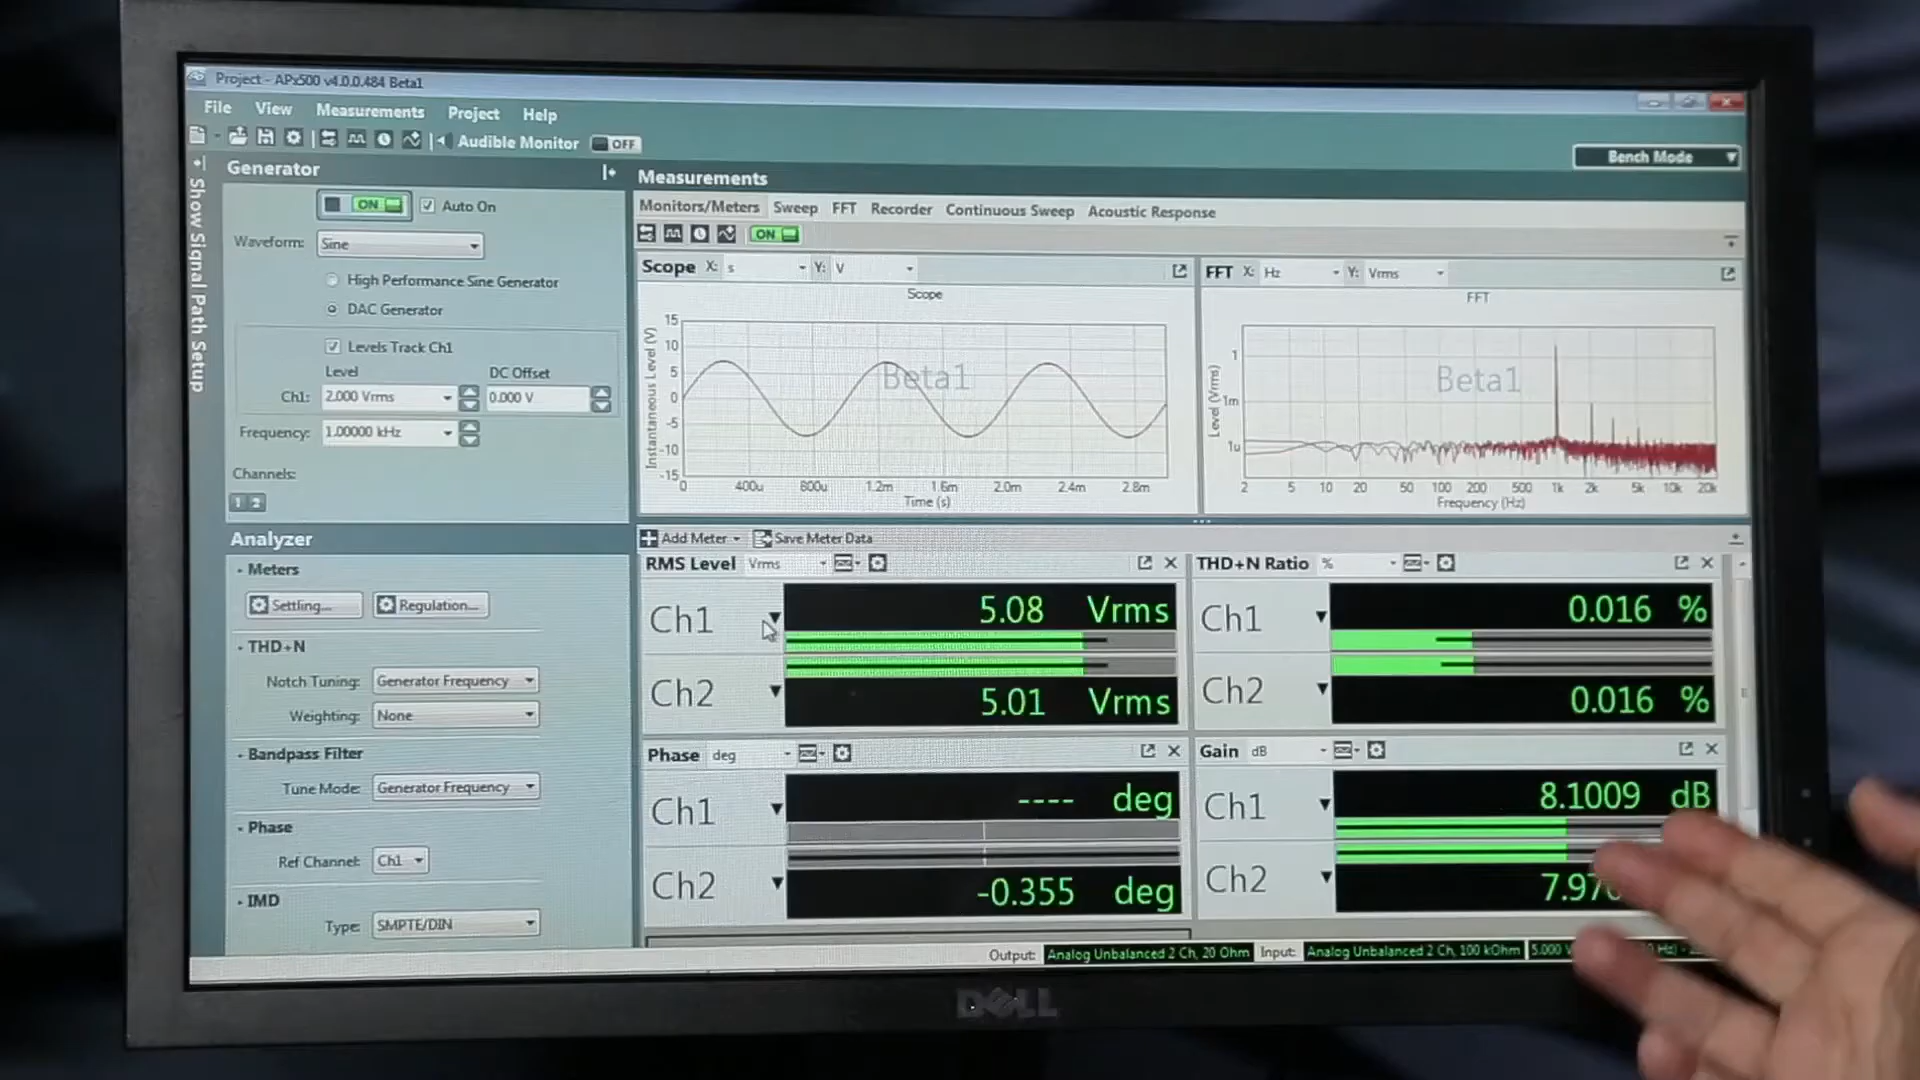 Project - APx500 v4.0.0.484 Beta1
File View Measurements Project Help
Audible Monitor OFF
Bench Mode
Show Signal Path Setup
Generator
ON Auto On
Waveform: Sine
High Performance Sine Generator
DAC Generator
Levels Track Ch1
Level DC Offset
Ch1: 2.000 Vrms 0.000 V
Frequency: 1.00000 kHz
Channels:
1 2
Measurements
Monitors/Meters Sweep FFT Recorder Continuous Sweep Acoustic Response
ON
Scope X: s Y: V
Scope
Instantaneous Level (V)
15
10
5
0
-5
-10
-15
Beta1
0 400u 800u 1.2m 1.6m 2.0m 2.4m 2.8m
Time (s)
FFT X: Hz Y: Vrms
FFT
Level (Vrms)
1
1m
1u
Beta1
2 5 10 20 50 100 200 500 1k 2k 5k 10k 20k
Frequency (Hz)
Analyzer
Meters
Settling... Regulation...
THD+N
Notch Tuning: Generator Frequency
Weighting: None
Bandpass Filter
Tune Mode: Generator Frequency
Phase
Ref Channel: Ch1
IMD
Type: SMPTE/DIN
Add Meter Save Meter Data
RMS Level Vrms
Ch1 5.08 Vrms
Ch2 5.01 Vrms
THD+N Ratio %
Ch1 0.016 %
Ch2 0.016 %
Phase deg
Ch1 ---- deg
Ch2 -0.355 deg
Gain dB
Ch1 8.1009 dB
Ch2 7.97
Output: Analog Unbalanced 2 Ch, 20 Ohm Input: Analog Unbalanced 2 Ch, 100 kOhm 5.000 V
DELL